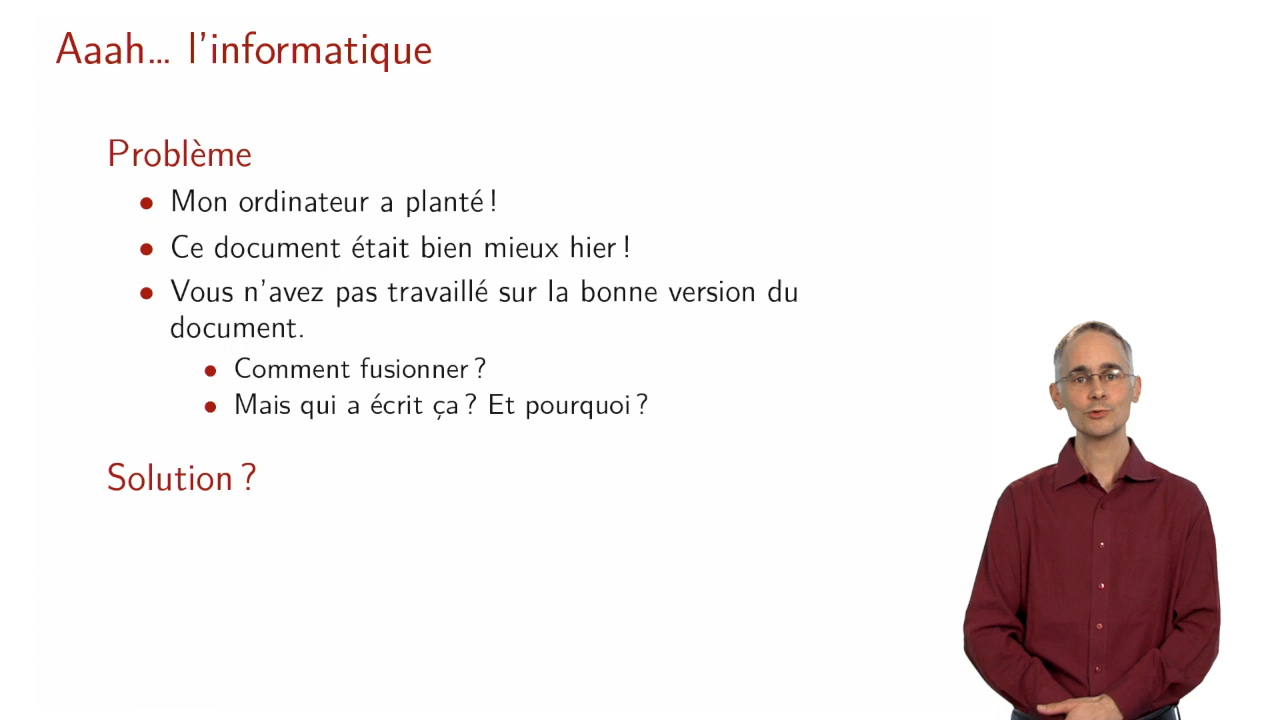 Aaah... l'informatique
Problème
• Mon ordinateur a planté !
• Ce document était bien mieux hier !
• Vous n'avez pas travaillé sur la bonne version du
document.
• Comment fusionner ?
• Mais qui a écrit ça ? Et pourquoi ?
Solution ?